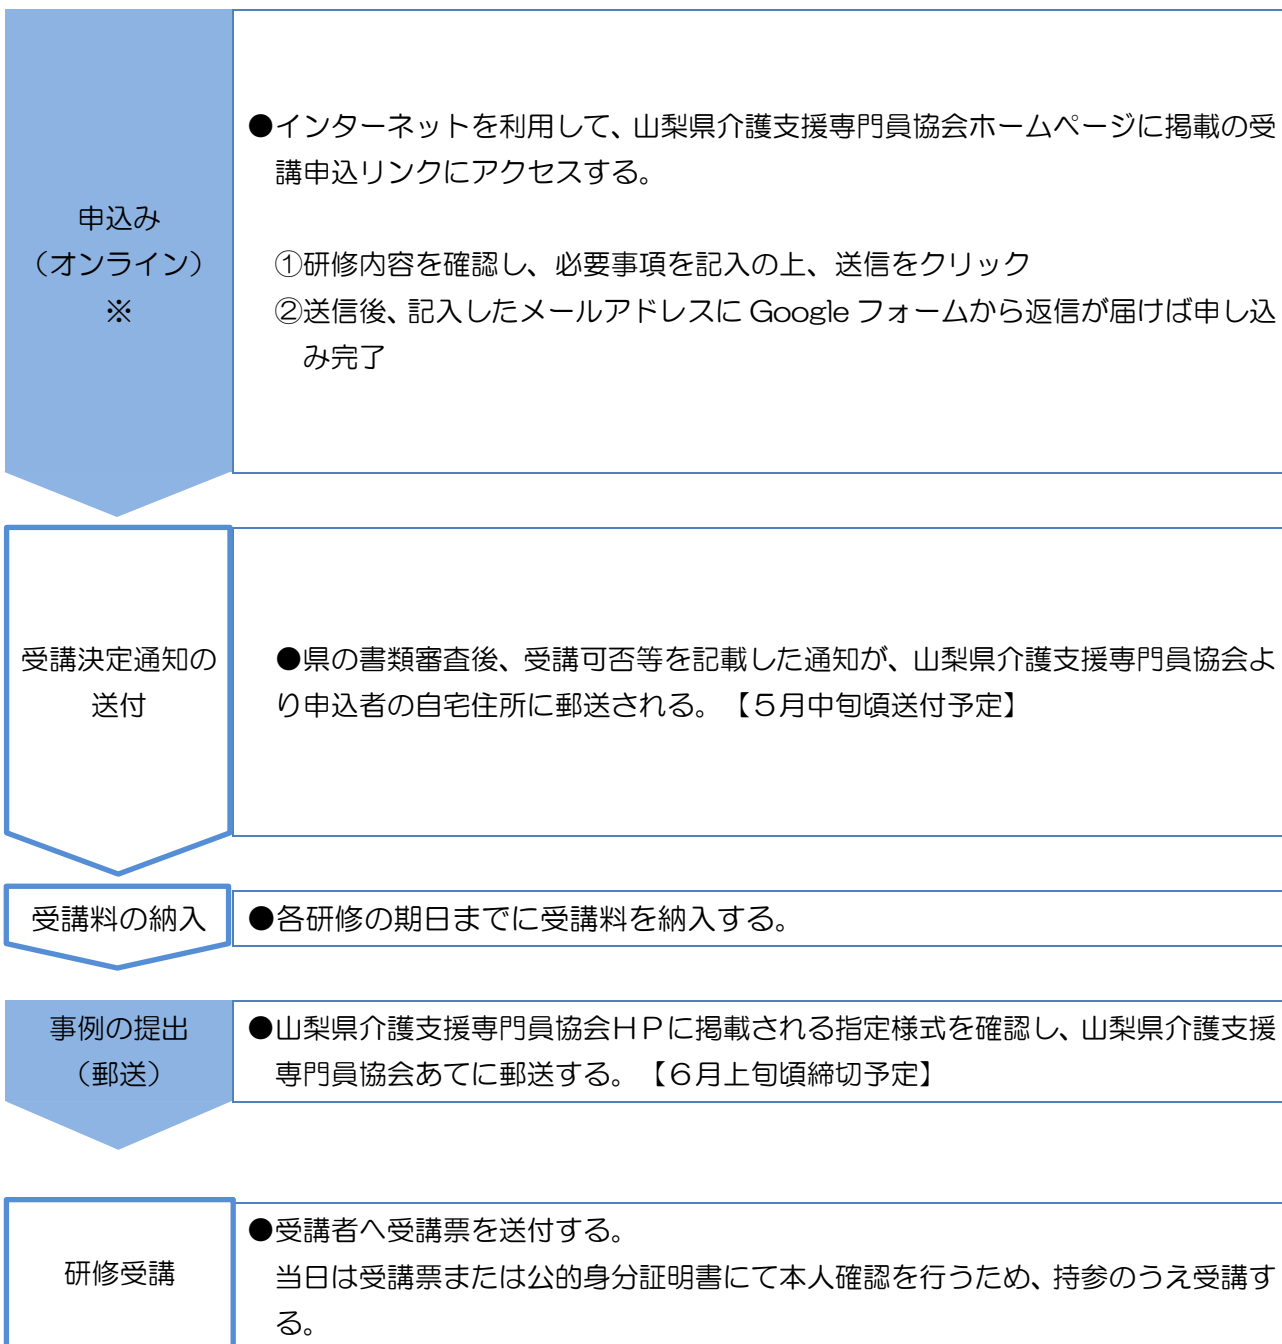 申込み
（オンライン）
※
●インターネットを利用して、山梨県介護支援専門員協会ホームページに掲載の受
講申込リンクにアクセスする。
①研修内容を確認し、必要事項を記入の上、送信をクリック
②送信後、記入したメールアドレスに Google フォームから返信が届けば申し込
み完了
受講決定通知の
送付
●県の書類審査後、受講可否等を記載した通知が、山梨県介護支援専門員協会よ
り申込者の自宅住所に郵送される。【５月中旬頃送付予定】
受講料の納入
●各研修の期日までに受講料を納入する。
事例の提出
（郵送）
●山梨県介護支援専門員協会ＨＰに掲載される指定様式を確認し、山梨県介護支援
専門員協会あてに郵送する。【６月上旬頃締切予定】
研修受講
●受講者へ受講票を送付する。
当日は受講票または公的身分証明書にて本人確認を行うため、持参のうえ受講す
る。